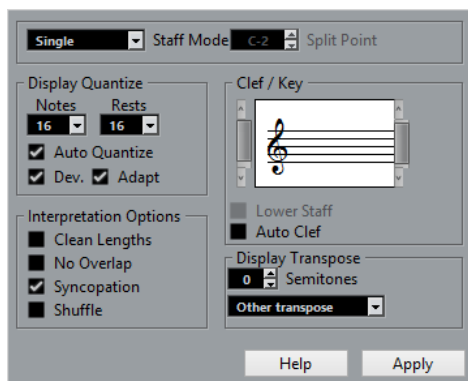 Single Staff Mode C-2 Split Point
Display Quantize
Notes Rests
16 16
Auto Quantize
Dev. Adapt
Interpretation Options
Clean Lengths
No Overlap
Syncopation
Shuffle
Clef / Key
Lower Staff
Auto Clef
Display Transpose
0 Semitones
Other transpose
Help Apply